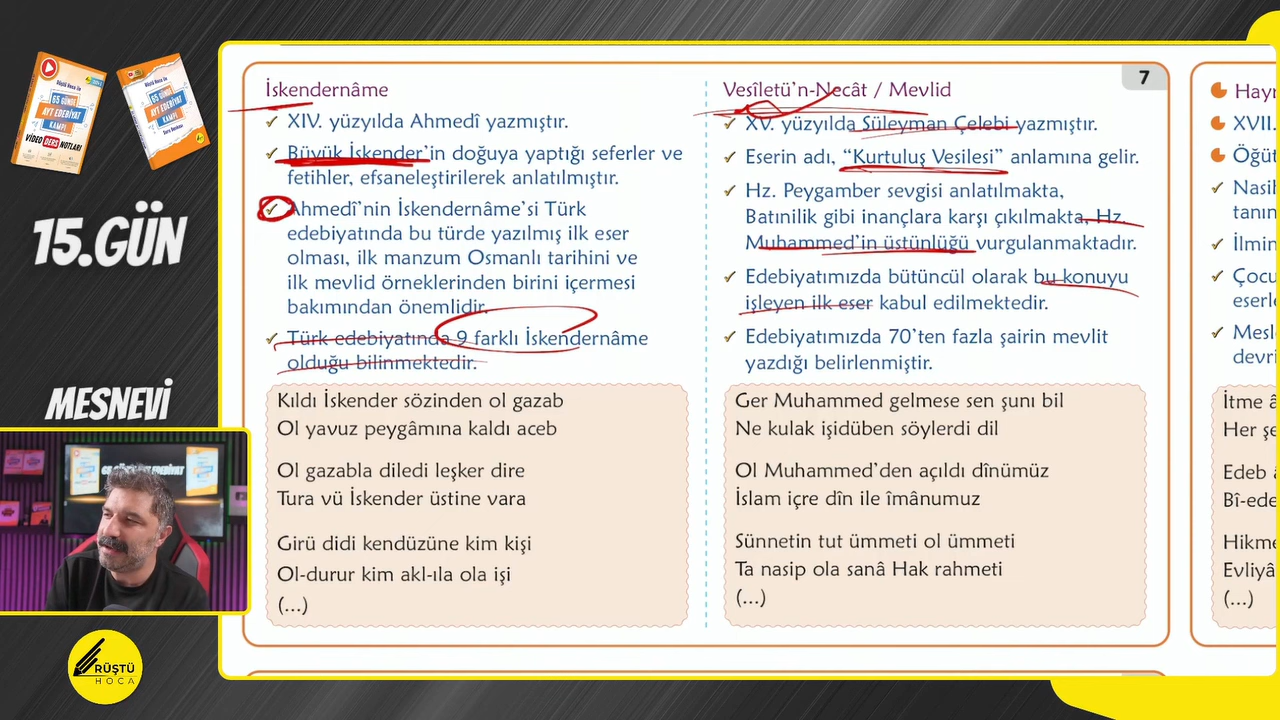 15.GÜN
MESNEVİ
RÜŞTÜ
HOCA
7
İskendernâme
✓ XIV. yüzyılda Ahmedî yazmıştır.
✓ Büyük İskender'in doğuya yaptığı seferler ve
fetihler, efsaneleştirilerek anlatılmıştır.
✓ Ahmedî'nin İskendernâme'si Türk
edebiyatında bu türde yazılmış ilk eser
olması, ilk manzum Osmanlı tarihini ve
ilk mevlid örneklerinden birini içermesi
bakımından önemlidir.
✓ Türk edebiyatında 9 farklı İskendernâme
olduğu bilinmektedir.
Kıldı İskender sözinden ol gazab
Ol yavuz peygâmına kaldı aceb
Ol gazabla diledi leşker dire
Tura vü İskender üstine vara
Girü didi kendüzüne kim kişi
Ol-durur kim akl-ıla ola işi
(...)
Vesîletü'n-Necât / Mevlid
✓ XV. yüzyılda Süleyman Çelebi yazmıştır.
✓ Eserin adı, “Kurtuluş Vesilesi” anlamına gelir.
✓ Hz. Peygamber sevgisi anlatılmakta,
Batınilik gibi inançlara karşı çıkılmakta, Hz.
Muhammed'in üstünlüğü vurgulanmaktadır.
✓ Edebiyatımızda bütüncül olarak bu konuyu
işleyen ilk eser kabul edilmektedir.
✓ Edebiyatımızda 70'ten fazla şairin mevlit
yazdığı belirlenmiştir.
Ger Muhammed gelmese sen şunı bil
Ne kulak işidüben söylerdi dil
Ol Muhammed'den açıldı dînümüz
İslam içre dîn ile îmânumuz
Sünnetin tut ümmeti ol ümmeti
Ta nasip ola sanâ Hak rahmeti
(...)
XVII.
İtme
Her
Edeb
Evliyâ
(...)